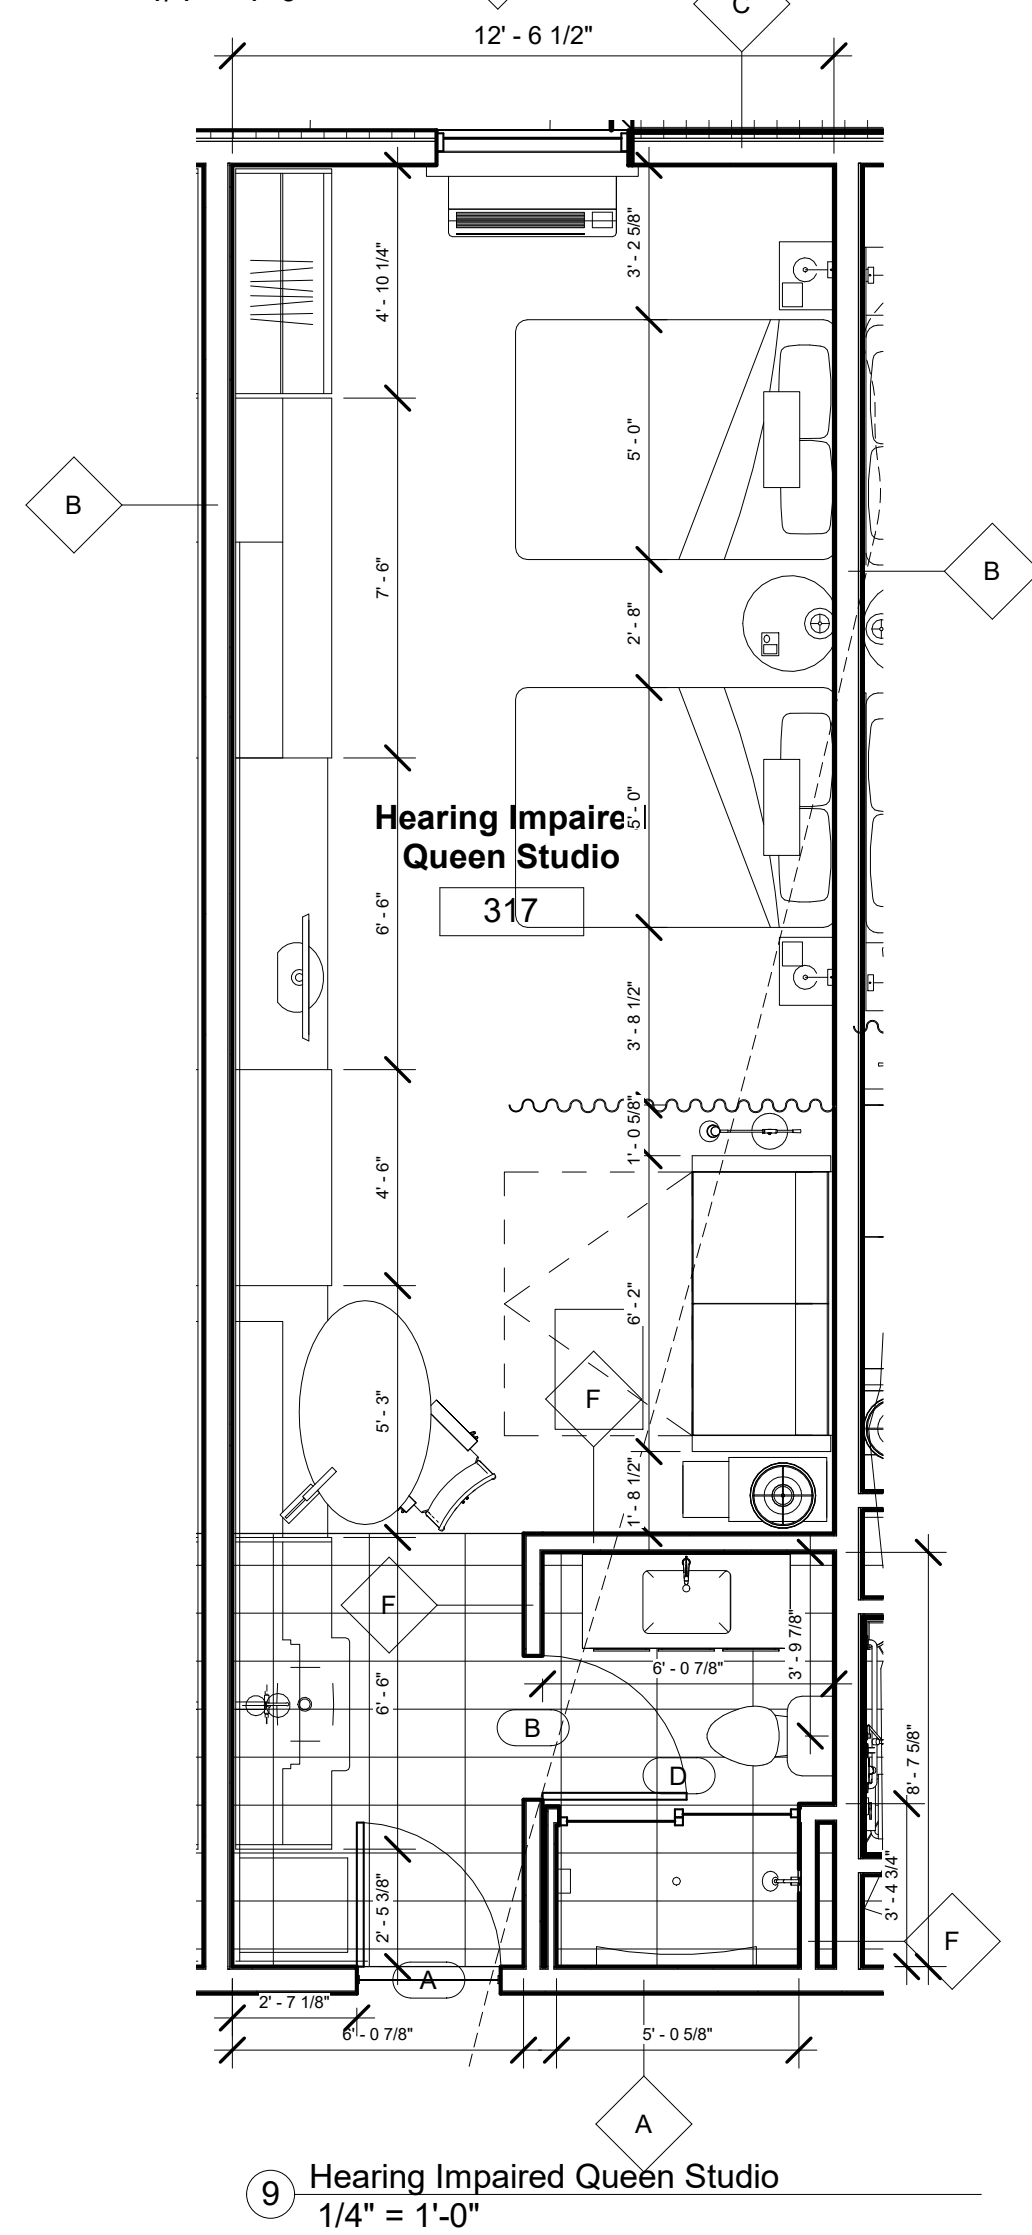 C
12' - 6 1/2"
4' - 10 1/4"
3' - 2 5/8"
B
5' - 0"
7' - 6"
B
2' - 8"
5' - 0"
Hearing Impaire
Queen Studio
317
6' - 6"
3' - 8 1/2"
1' - 0 5/8"
4' - 6"
6' - 2"
F
5' - 3"
1' - 8 1/2"
F
3' - 9 7/8"
6' - 0 7/8"
6' - 6"
B
D
8' - 7 5/8"
3' - 4 3/4"
2' - 5 3/8"
F
A
2' - 7 1/8"
6' - 0 7/8"
5' - 0 5/8"
A
9
Hearing Impaired Queen Studio
1/4" = 1'-0"